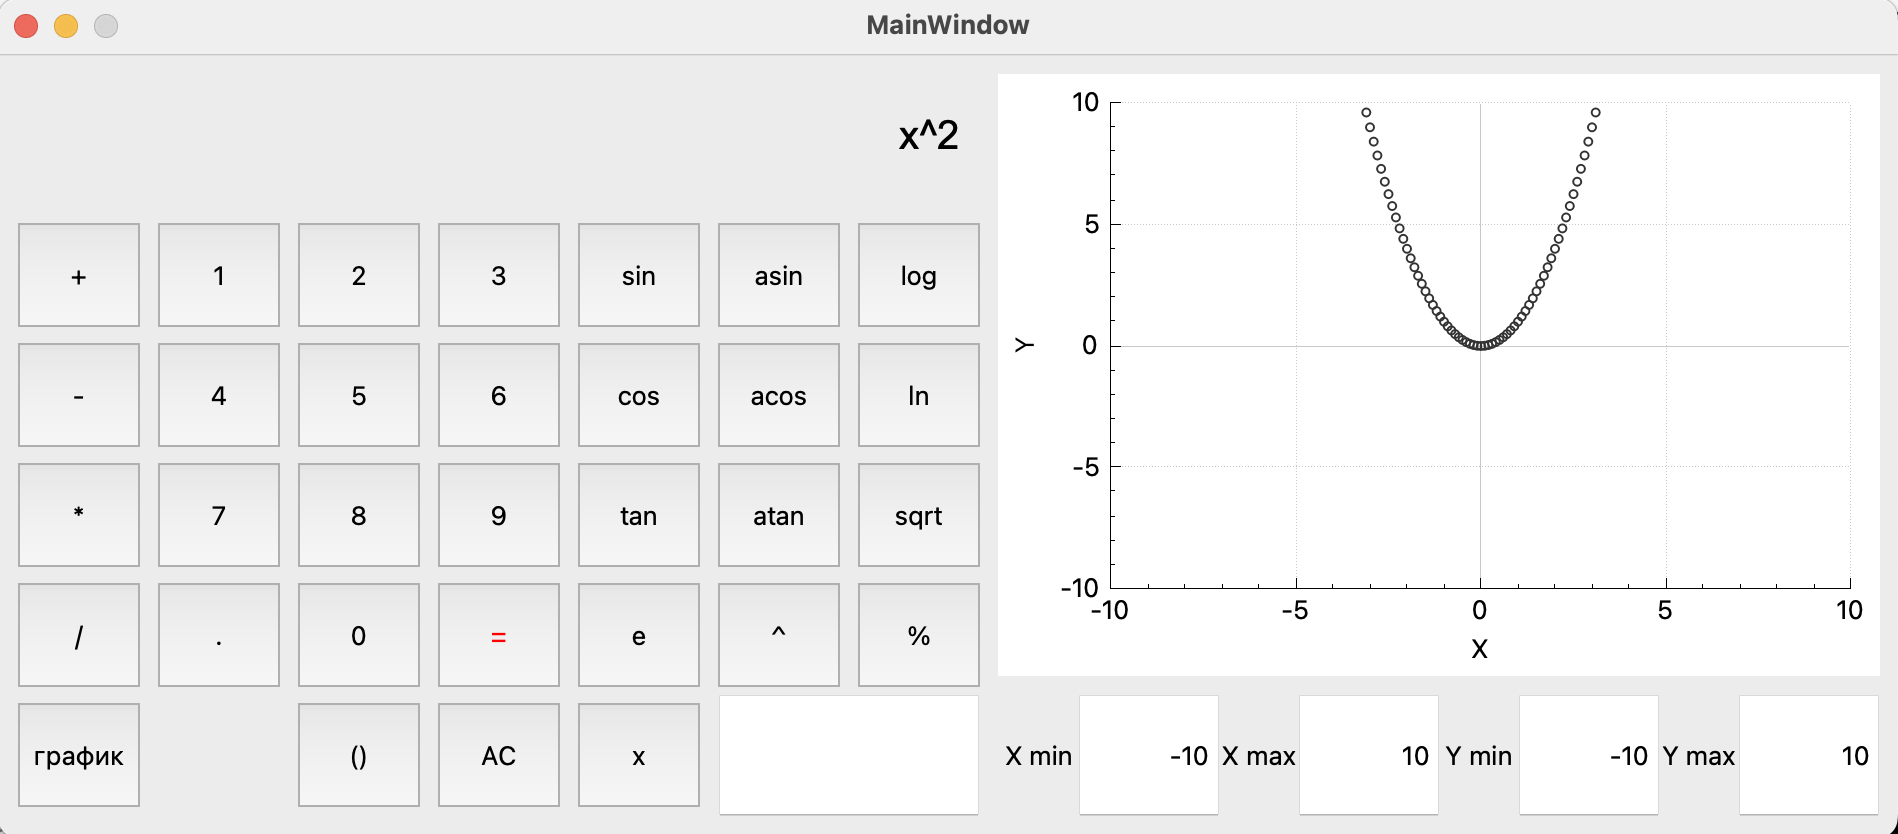 MainWindow
x^2
+ 1 2 3 sin asin log
- 4 5 6 cos acos ln
* 7 8 9 tan atan sqrt
/ . 0 = e ^ %
график () AC x
10
5
0
-5
-10
Y
-10 -5 0 5 10
X
X min -10 X max 10 Y min -10 Y max 10